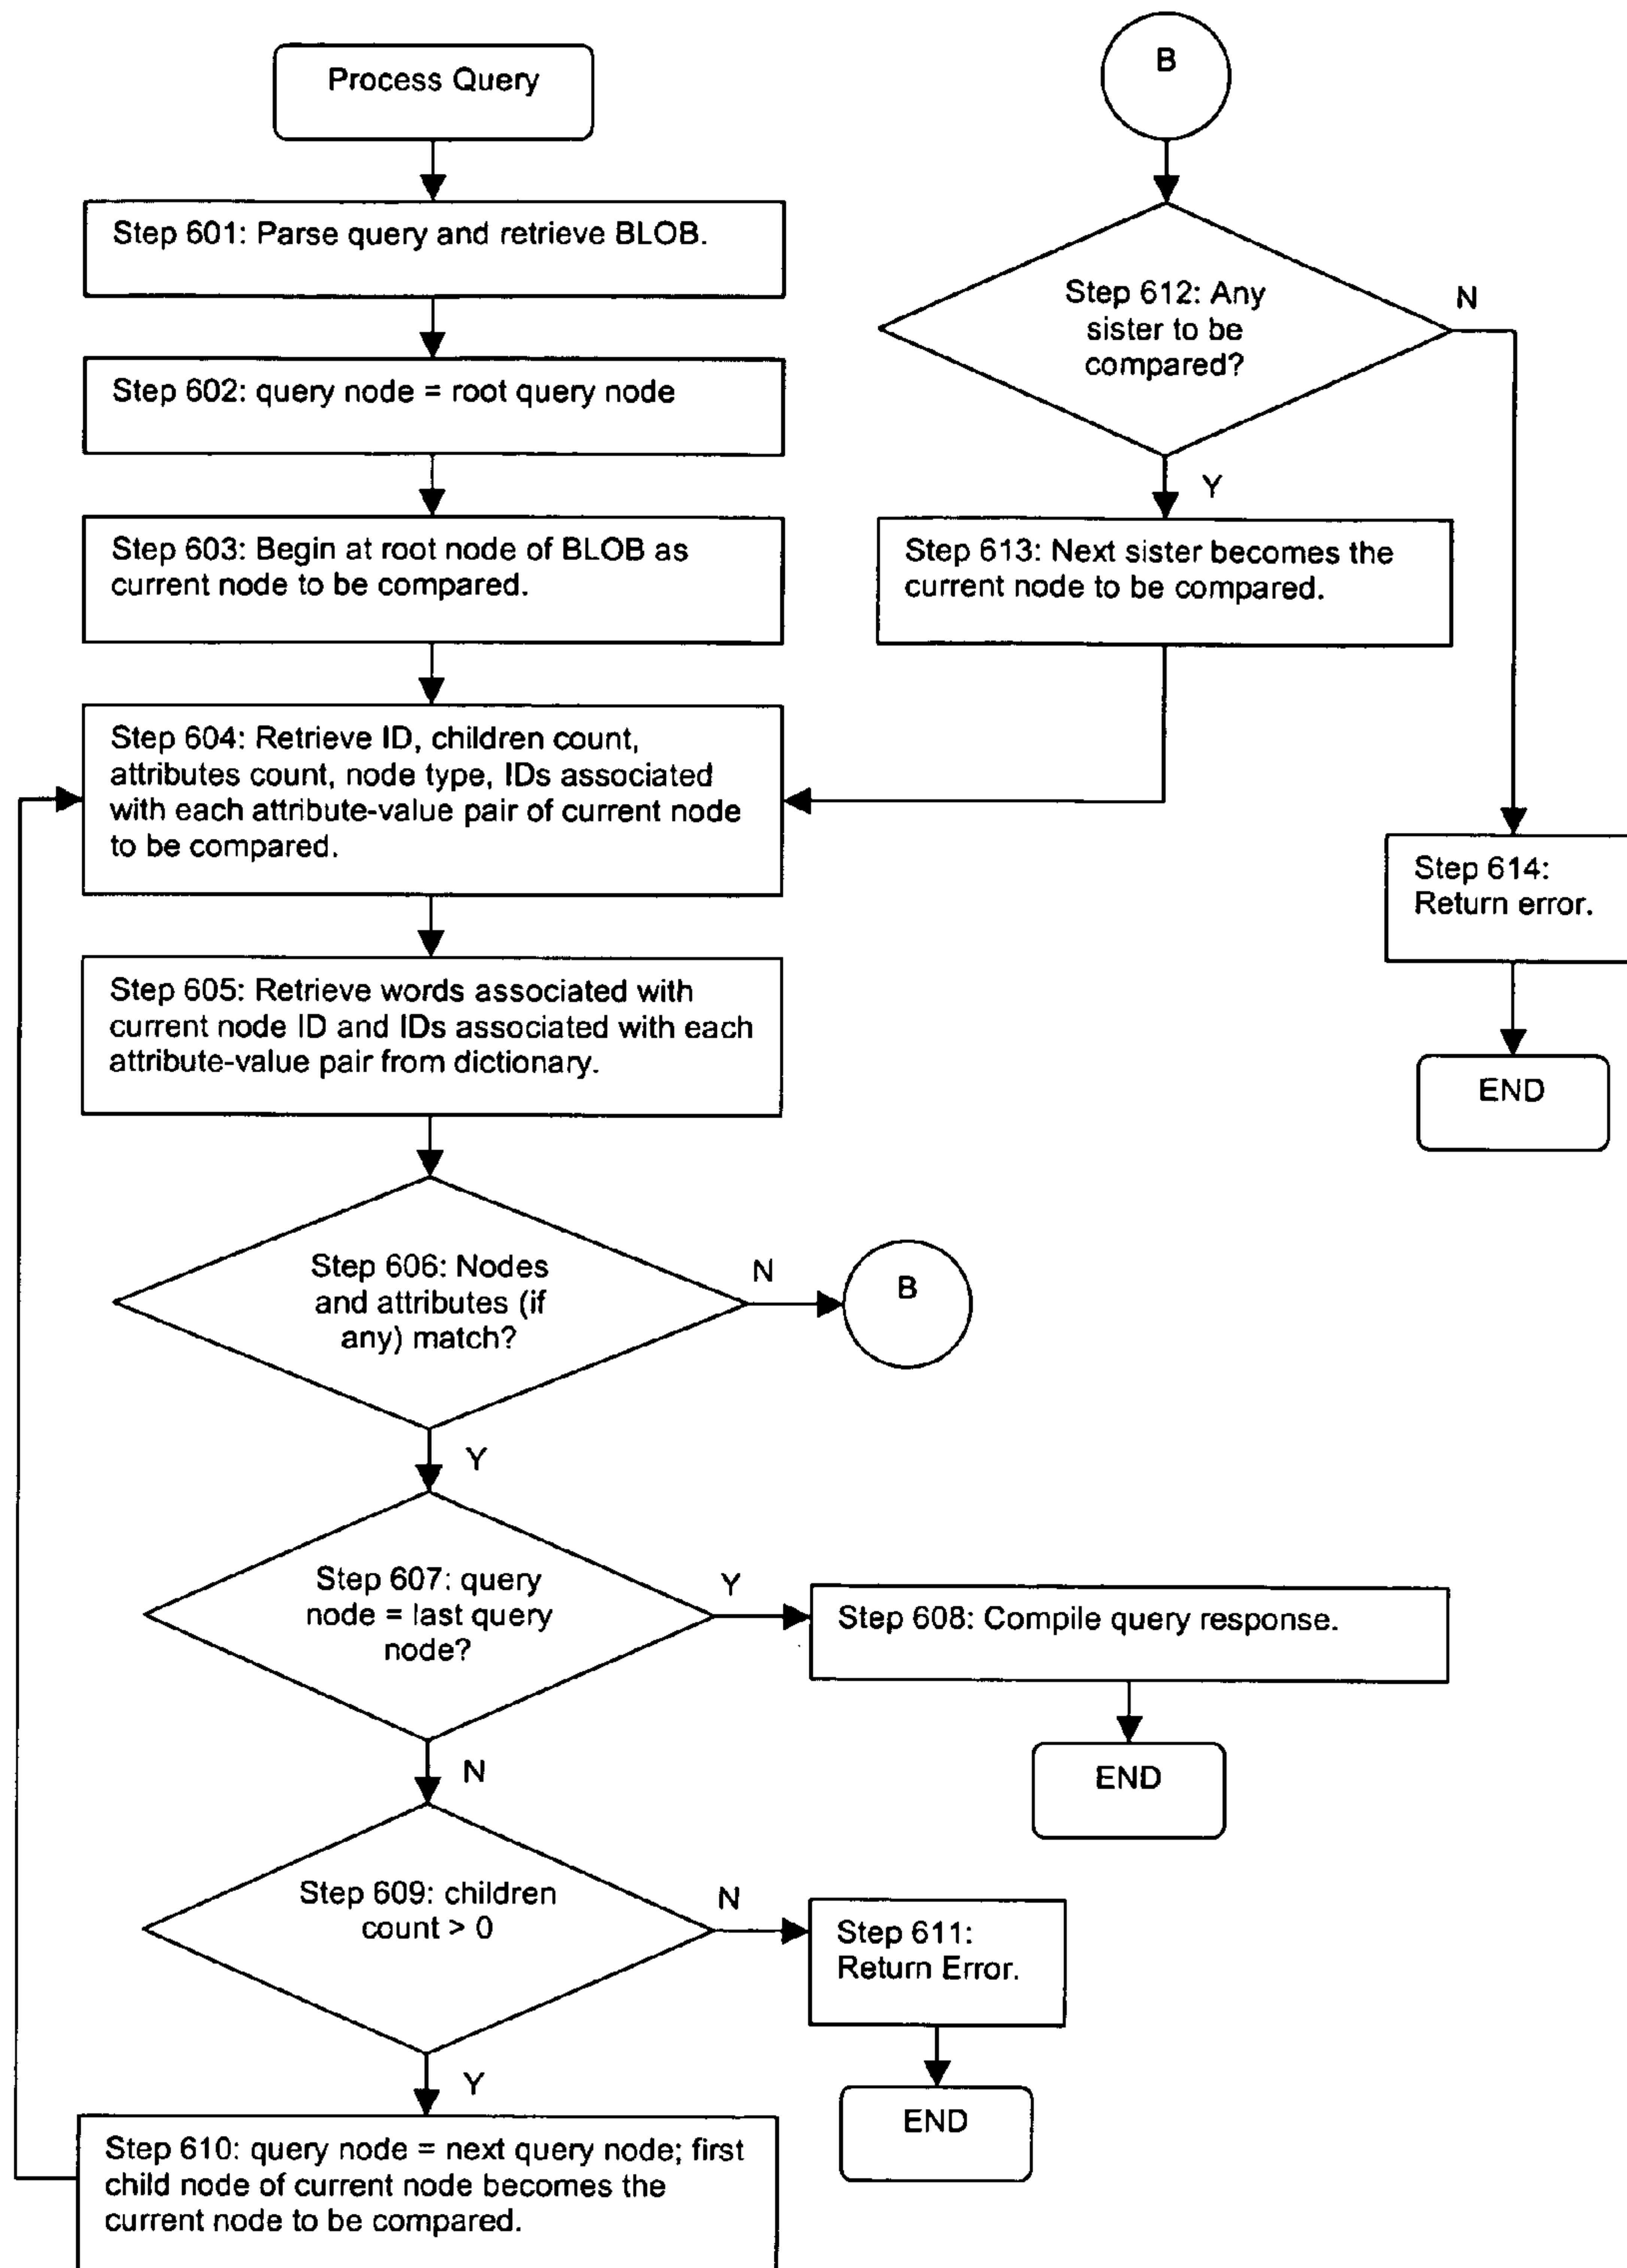 Process Query
Step 601: Parse query and retrieve BLOB.
Step 602: query node = root query node
Step 603: Begin at root node of BLOB as
current node to be compared.
Step 604: Retrieve ID, children count,
attributes count, node type, IDs associated
with each attribute-value pair of current node
to be compared.
Step 605: Retrieve words associated with
current node ID and IDs associated with each
attribute-value pair from dictionary.
Step 606: Nodes
and attributes (if
any) match?
N
B
Y
Step 607: query
node = last query
node?
Y
Step 608: Compile query response.
END
N
Step 609: children
count > 0
N
Step 611:
Return Error.
END
Y
Step 610: query node = next query node; first
child node of current node becomes the
current node to be compared.
B
Step 612: Any
sister to be
compared?
N
Y
Step 613: Next sister becomes the
current node to be compared.
Step 614:
Return error.
END